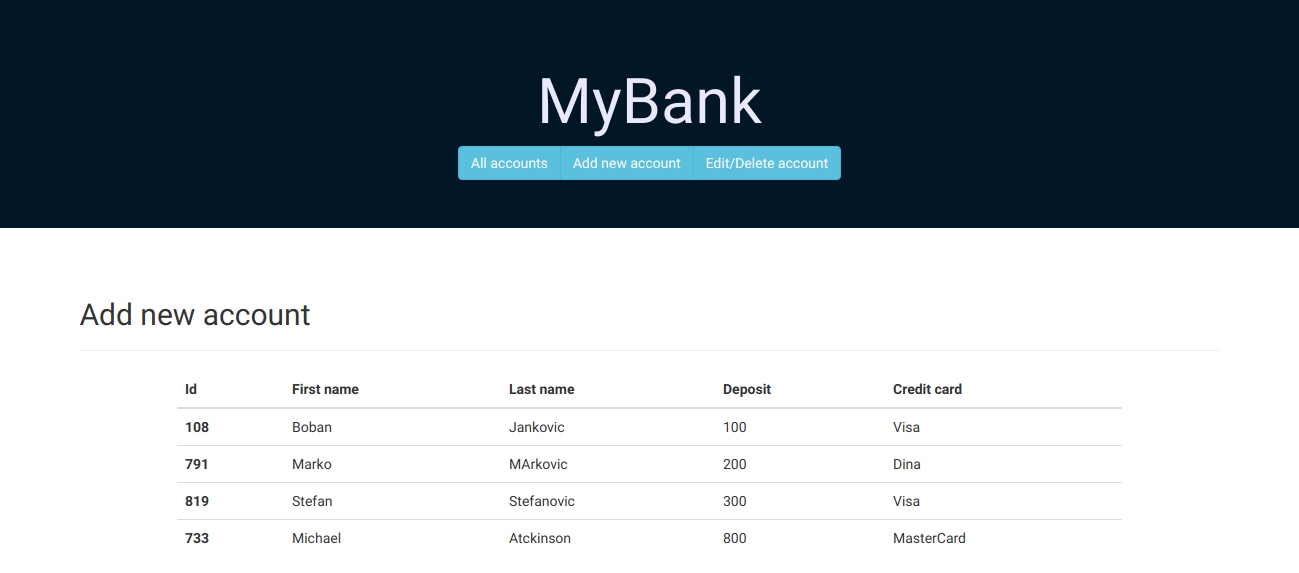 MyBank
All accounts Add new account Edit/Delete account
Add new account
Id First name Last name Deposit Credit card
108 Boban Jankovic 100 Visa
791 Marko MArkovic 200 Dina
819 Stefan Stefanovic 300 Visa
733 Michael Atckinson 800 MasterCard